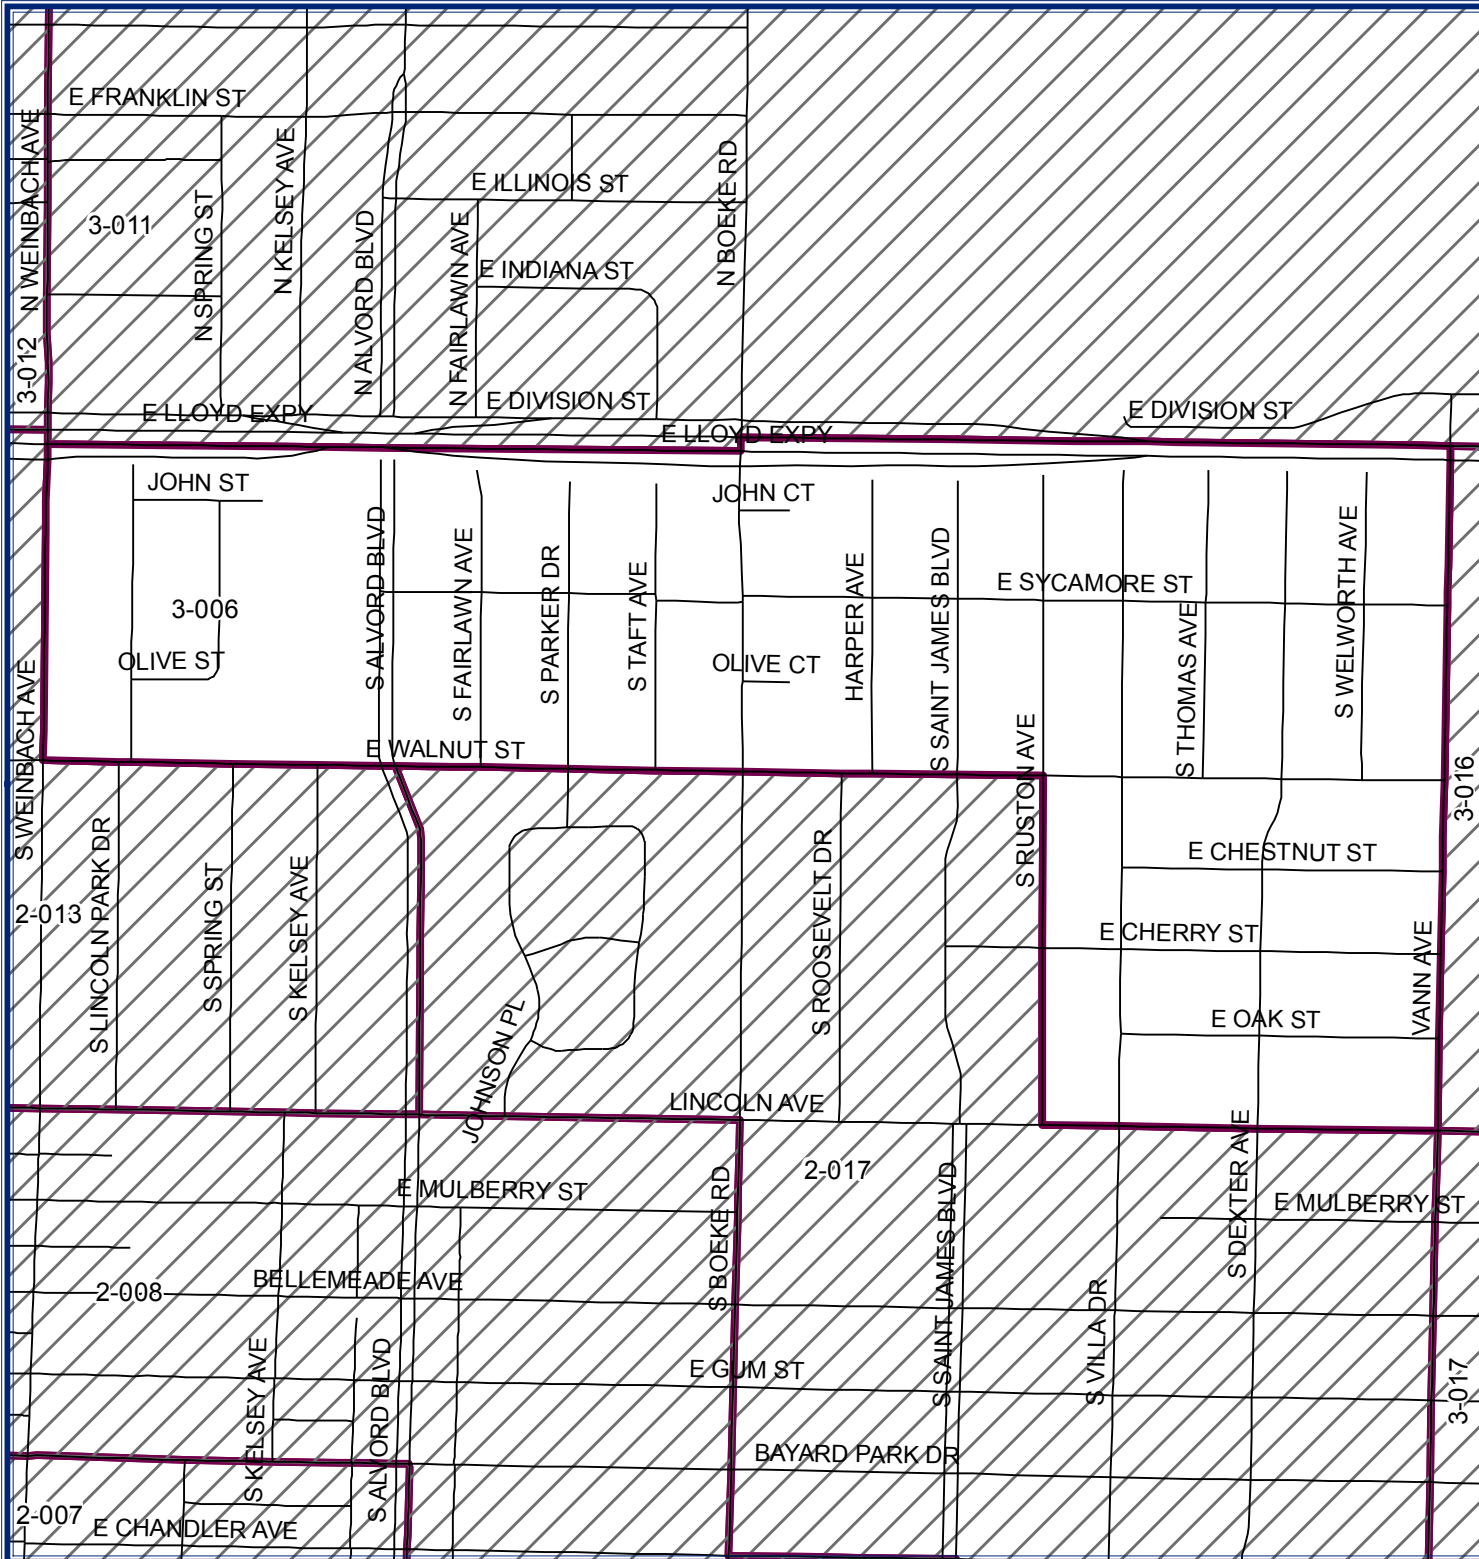 E FRANKLIN ST
N WEINBACH AVE
N KELSEY AVE
N BOEKE RD
E ILLINOIS ST
3-011
N SPRING ST
N ALVORD BLVD
N FAIRLAWN AVE
E INDIANA ST
3-012
E DIVISION ST
E LLOYD EXPY
E DIVISION ST
E LLOYD EXPY
JOHN ST
JOHN CT
S ALVORD BLVD
S FAIRLAWN AVE
S PARKER DR
S TAFT AVE
HARPER AVE
S SAINT JAMES BLVD
E SYCAMORE ST
S WELWORTH AVE
3-006
S THOMAS AVE
OLIVE ST
OLIVE CT
S WEINBACH AVE
E WALNUT ST
S RUSTON AVE
3-016
S LINCOLN PARK DR
S SPRING ST
S KELSEY AVE
S ROOSEVELT DR
E CHESTNUT ST
2-013
E CHERRY ST
VANN AVE
JOHNSON PL
E OAK ST
LINCOLN AVE
2-017
S DEXTER AVE
E MULBERRY ST
S BOEKE RD
S SAINT JAMES BLVD
E MULBERRY ST
2-008
BELLEMEADE AVE
S VILLA DR
S KELSEY AVE
S ALVORD BLVD
E GUM ST
3-017
BAYARD PARK DR
2-007
E CHANDLER AVE